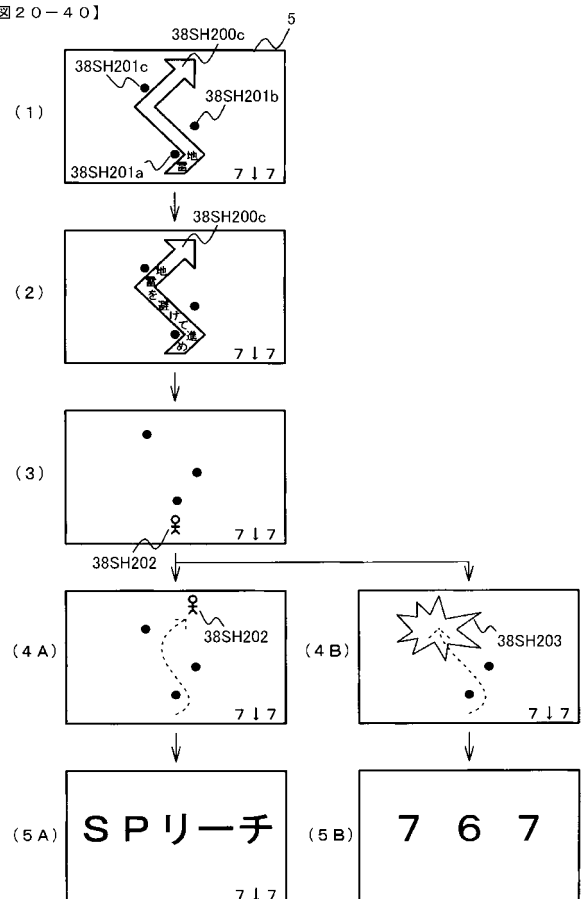 図20-40】
5
38SH200c
38SH201c
38SH201b
(1)
38SH201a
地
雷
7↓7
38SH200c
(2)
地
雷
を
避
け
て
進
め
7↓7
(3)
38SH202
7↓7
(4A)
38SH202
7↓7
(4B)
38SH203
7↓7
(5A)
SPリーチ
7↓7
(5B)
7 6 7